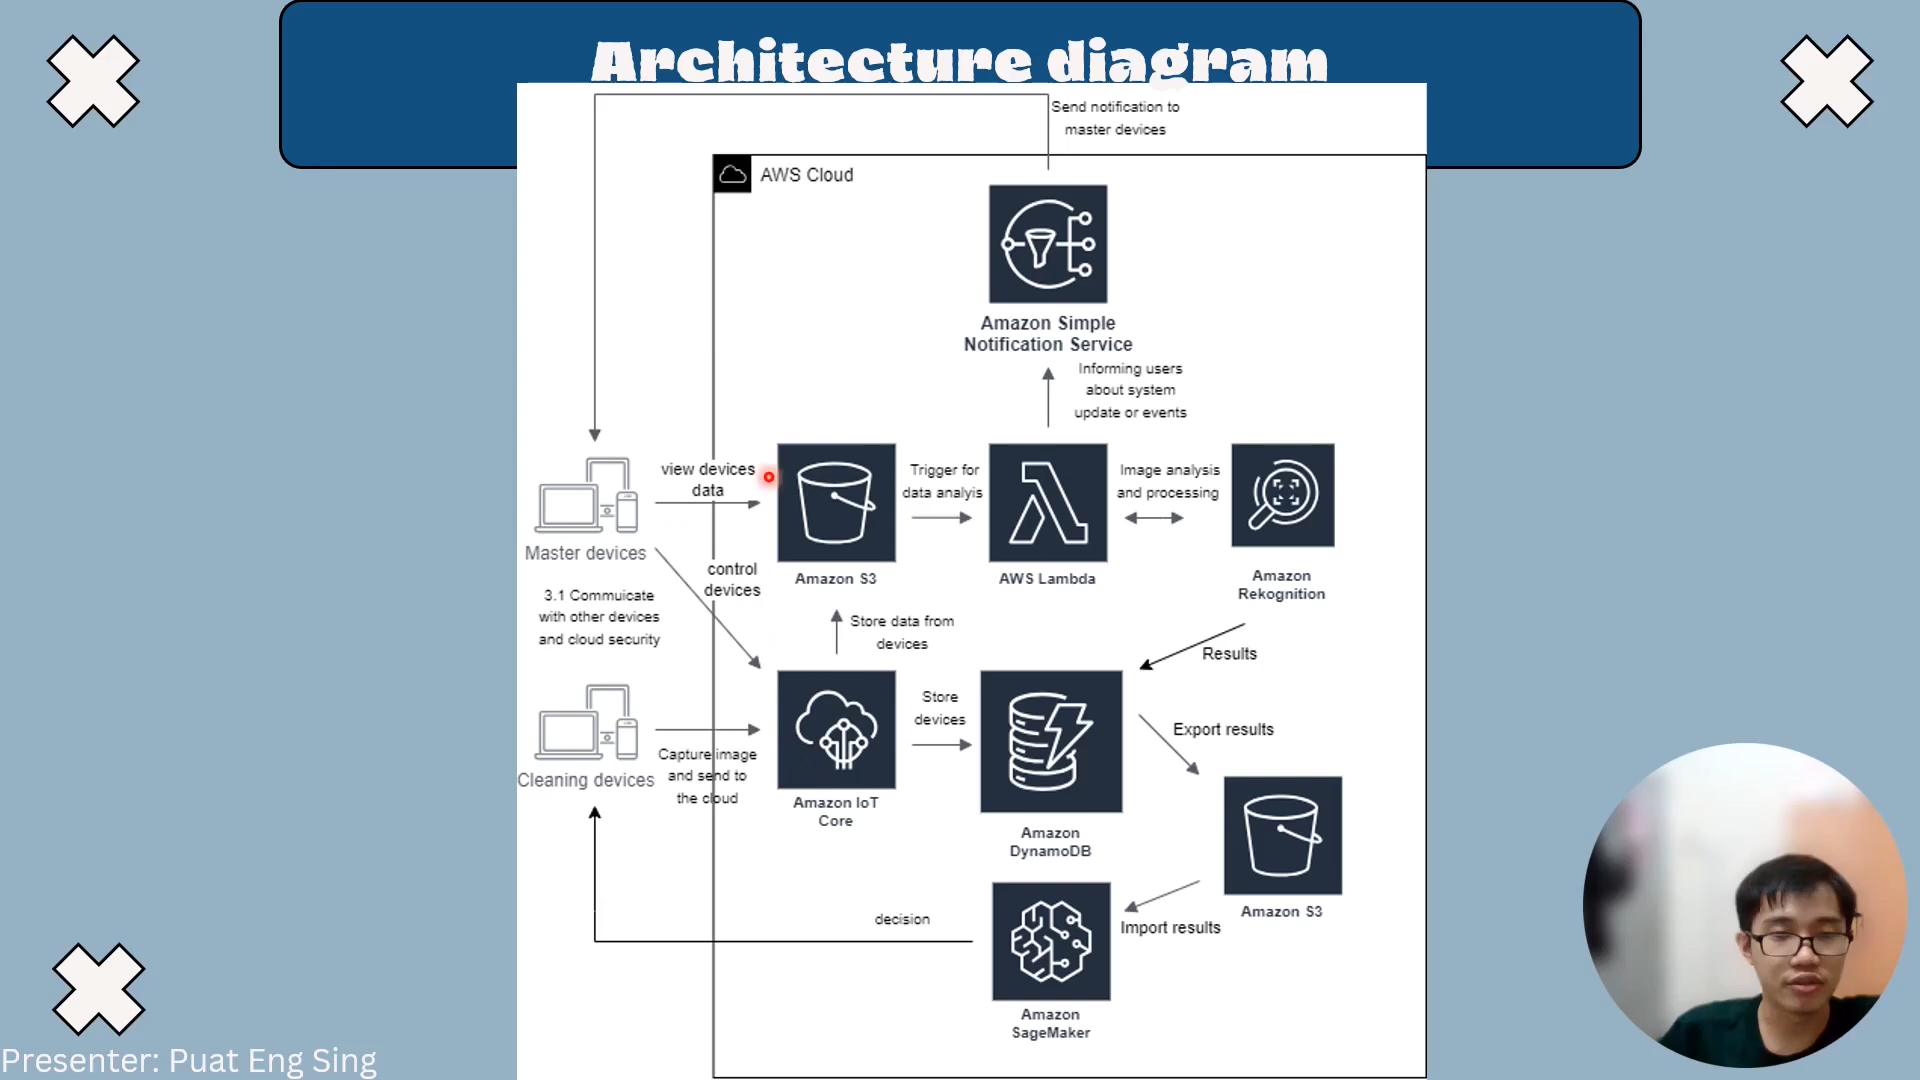 Architecture diagram
Send notification to
master devices
AWS Cloud
Amazon Simple
Notification Service
Informing users
about system
update or events
view devices
data
Trigger for
data analyis
Image analysis
and processing
Master devices
control
devices
Amazon S3
AWS Lambda
Amazon
Rekognition
3.1 Commuicate
with other devices
and cloud security
Store data from
devices
Results
Store
devices
Export results
Cleaning devices
Capture image
and send to
the cloud
Amazon IoT
Core
Amazon
DynamoDB
Amazon S3
decision
Import results
Amazon
SageMaker
Presenter: Puat Eng Sing